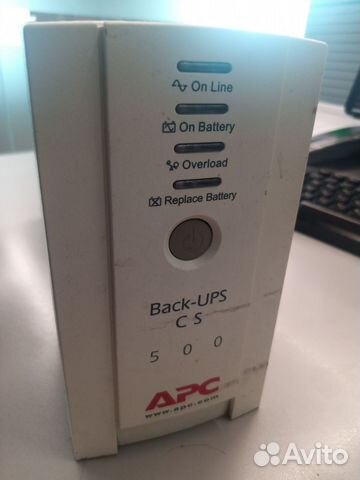 On Line
On Battery
Overload
Replace Battery
Back-UPS
CS
500
APC
www.apc.com
Avito